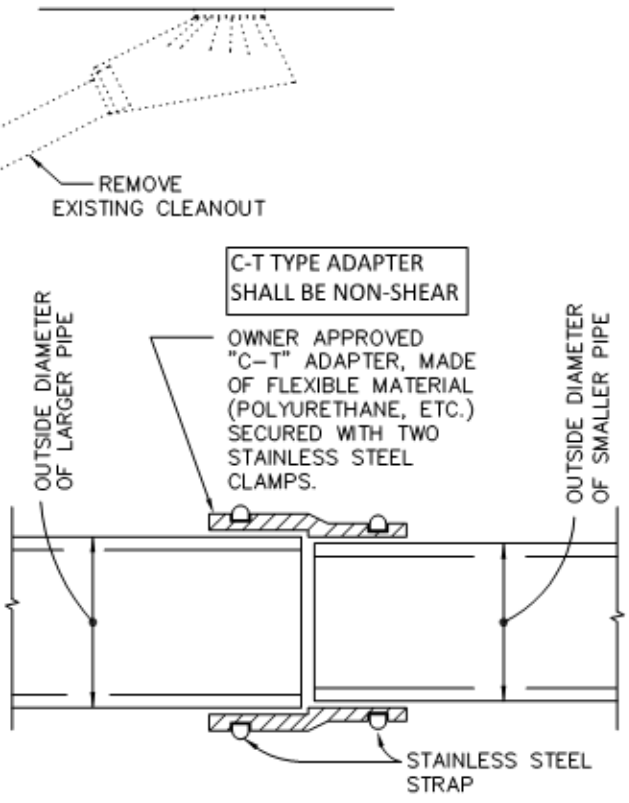 REMOVE
EXISTING CLEANOUT
C-T TYPE ADAPTER
SHALL BE NON-SHEAR
OWNER APPROVED
"C-T" ADAPTER, MADE
OF FLEXIBLE MATERIAL
(POLYURETHANE, ETC.)
SECURED WITH TWO
STAINLESS STEEL
CLAMPS.
OUTSIDE DIAMETER
OF LARGER PIPE
OUTSIDE DIAMETER
OF SMALLER PIPE
STAINLESS STEEL
STRAP